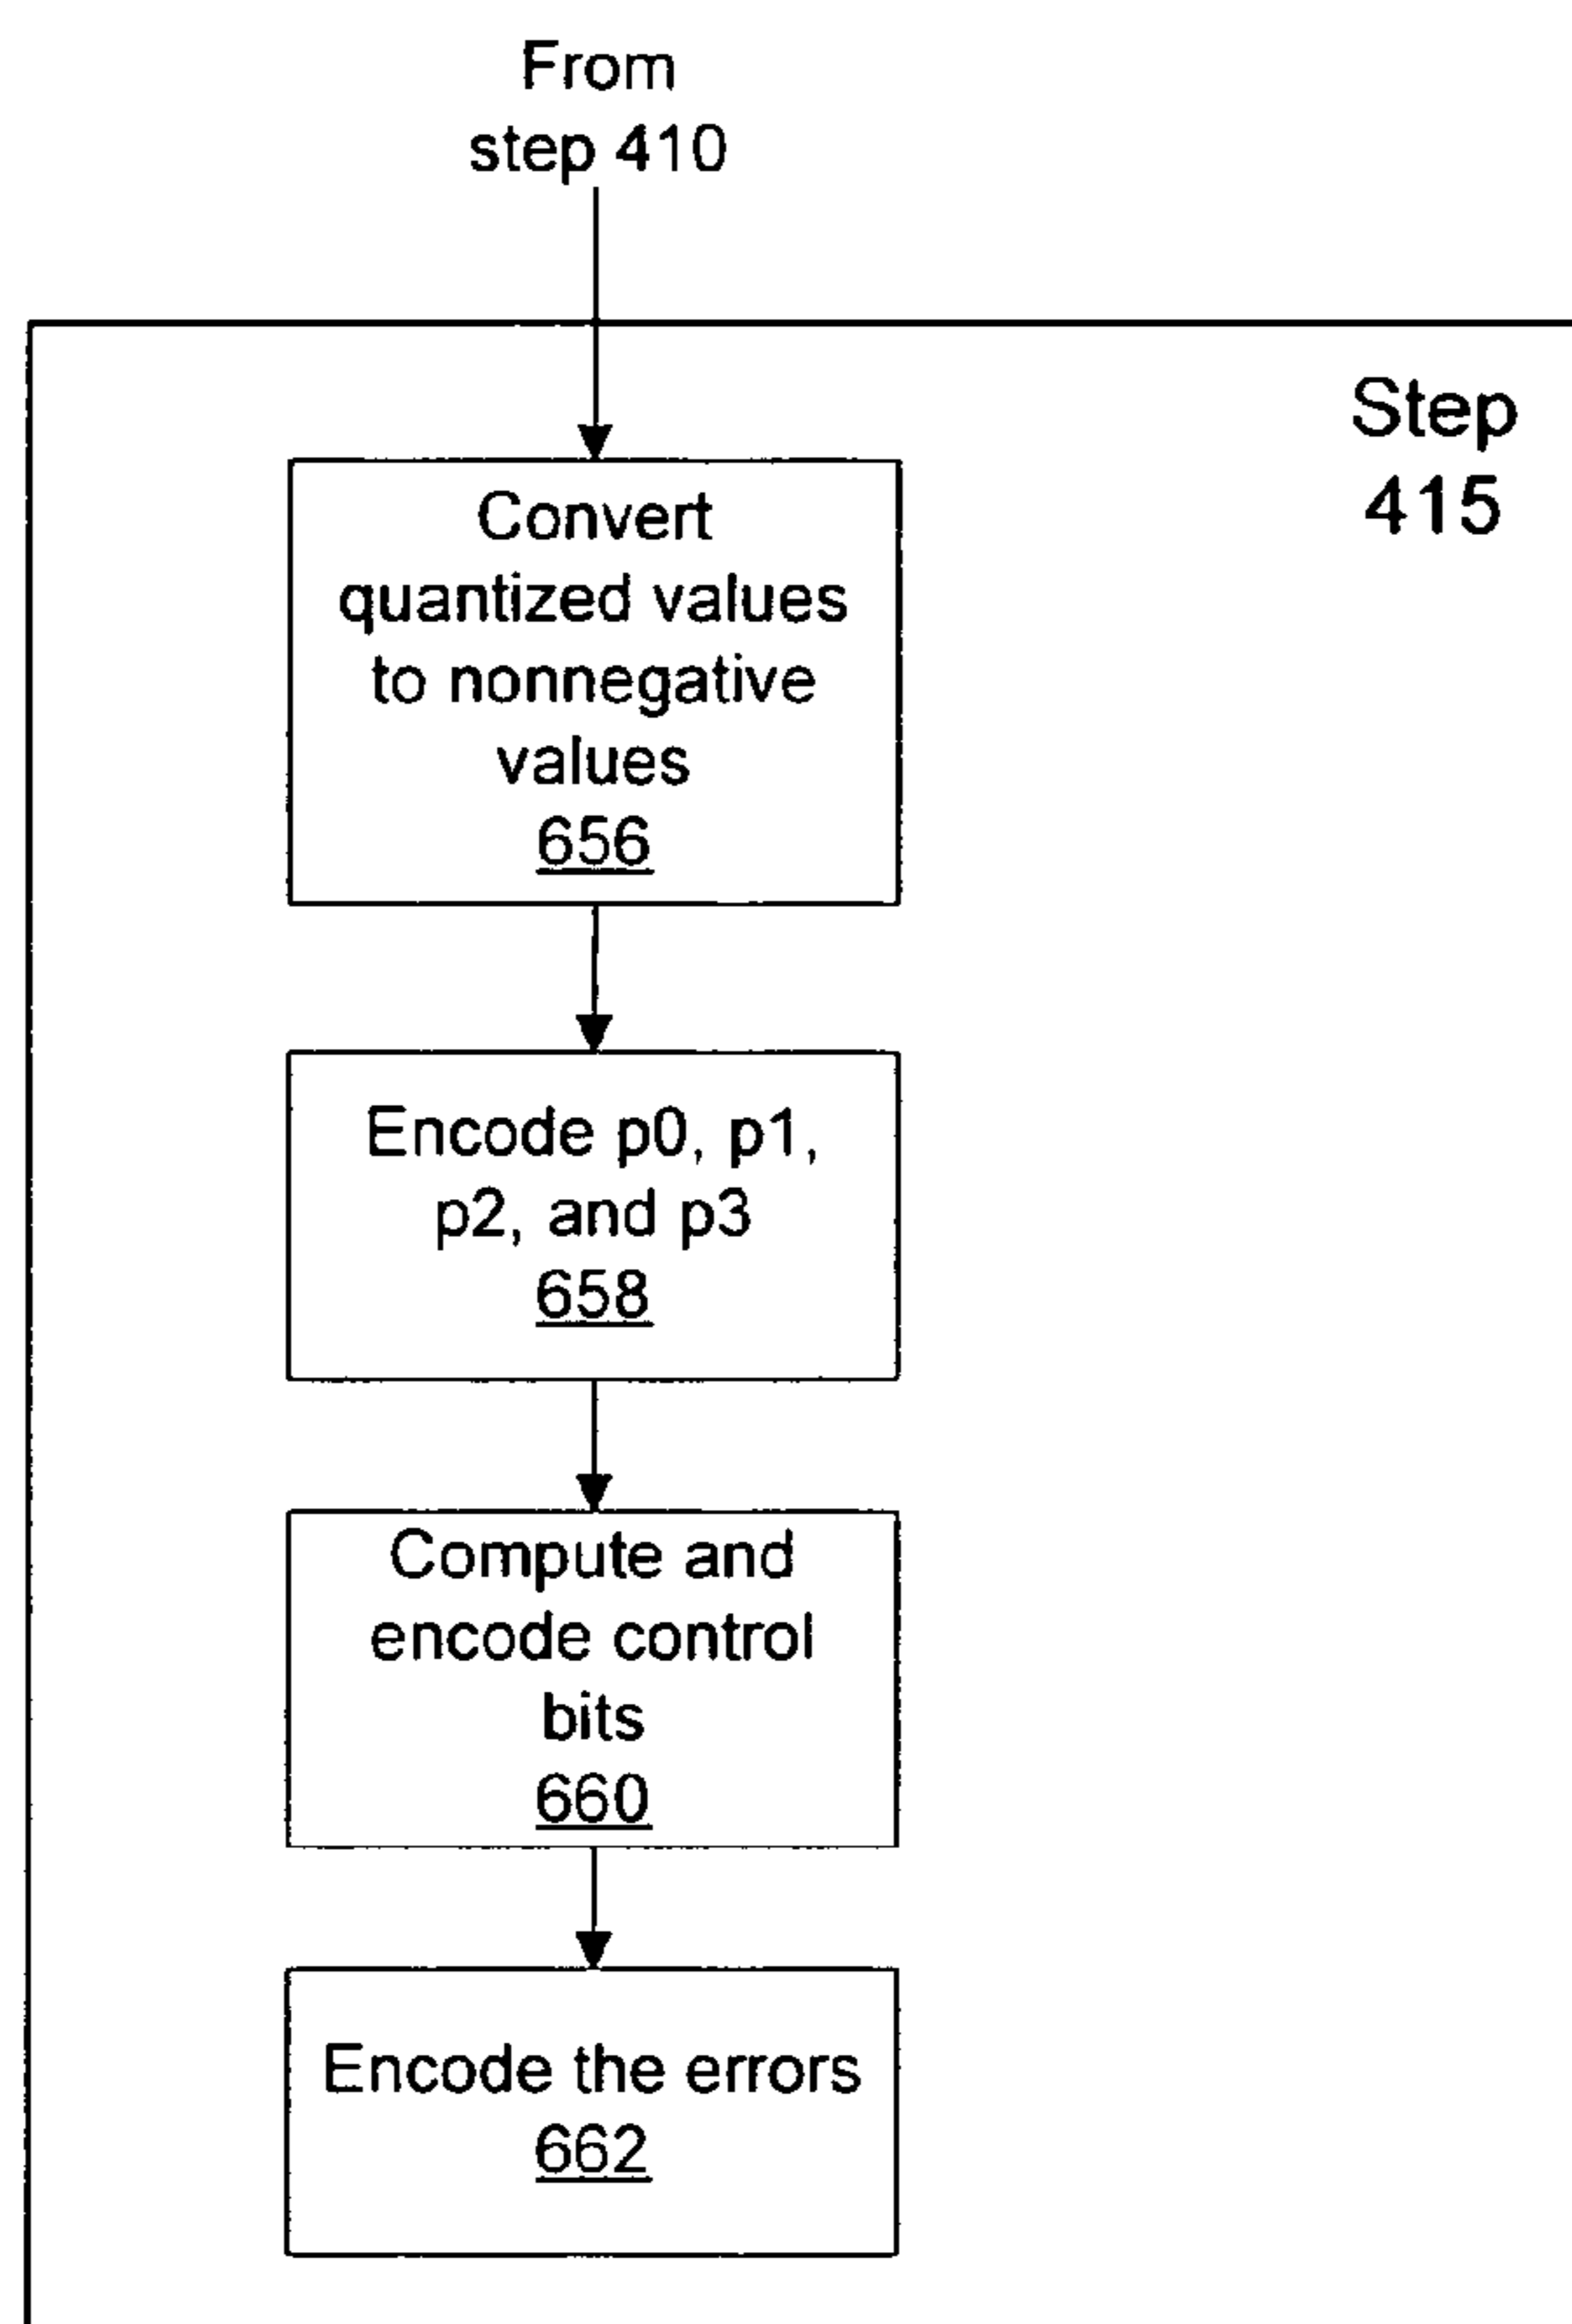 From
step 410
Step
415
Convert
quantized values
to nonnegative
values
656
Encode p0, p1,
p2, and p3
658
Compute and
encode control
bits
660
Encode the errors
662